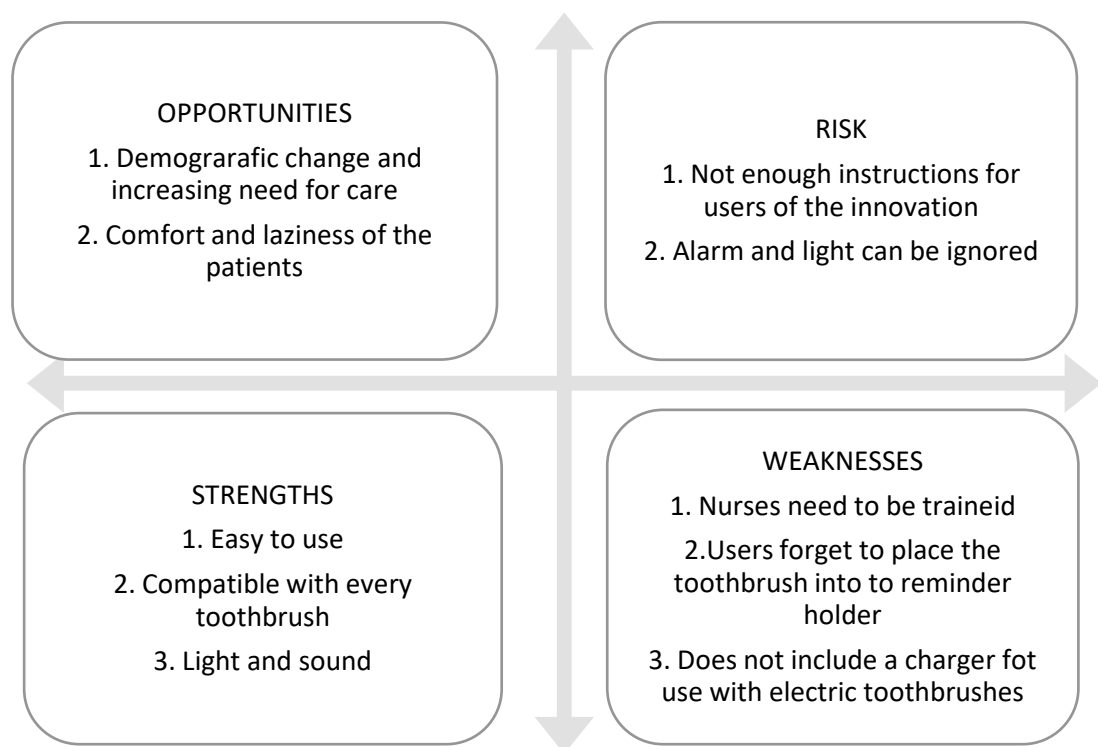 OPPORTUNITIES
1. Demograrafic change and
increasing need for care
2. Comfort and laziness of the
patients
RISK
1. Not enough instructions for
users of the innovation
2. Alarm and light can be ignored
STRENGTHS
1. Easy to use
2. Compatible with every
toothbrush
3. Light and sound
WEAKNESSES
1. Nurses need to be traineid
2.Users forget to place the
toothbrush into to reminder
holder
3. Does not include a charger fot
use with electric toothbrushes